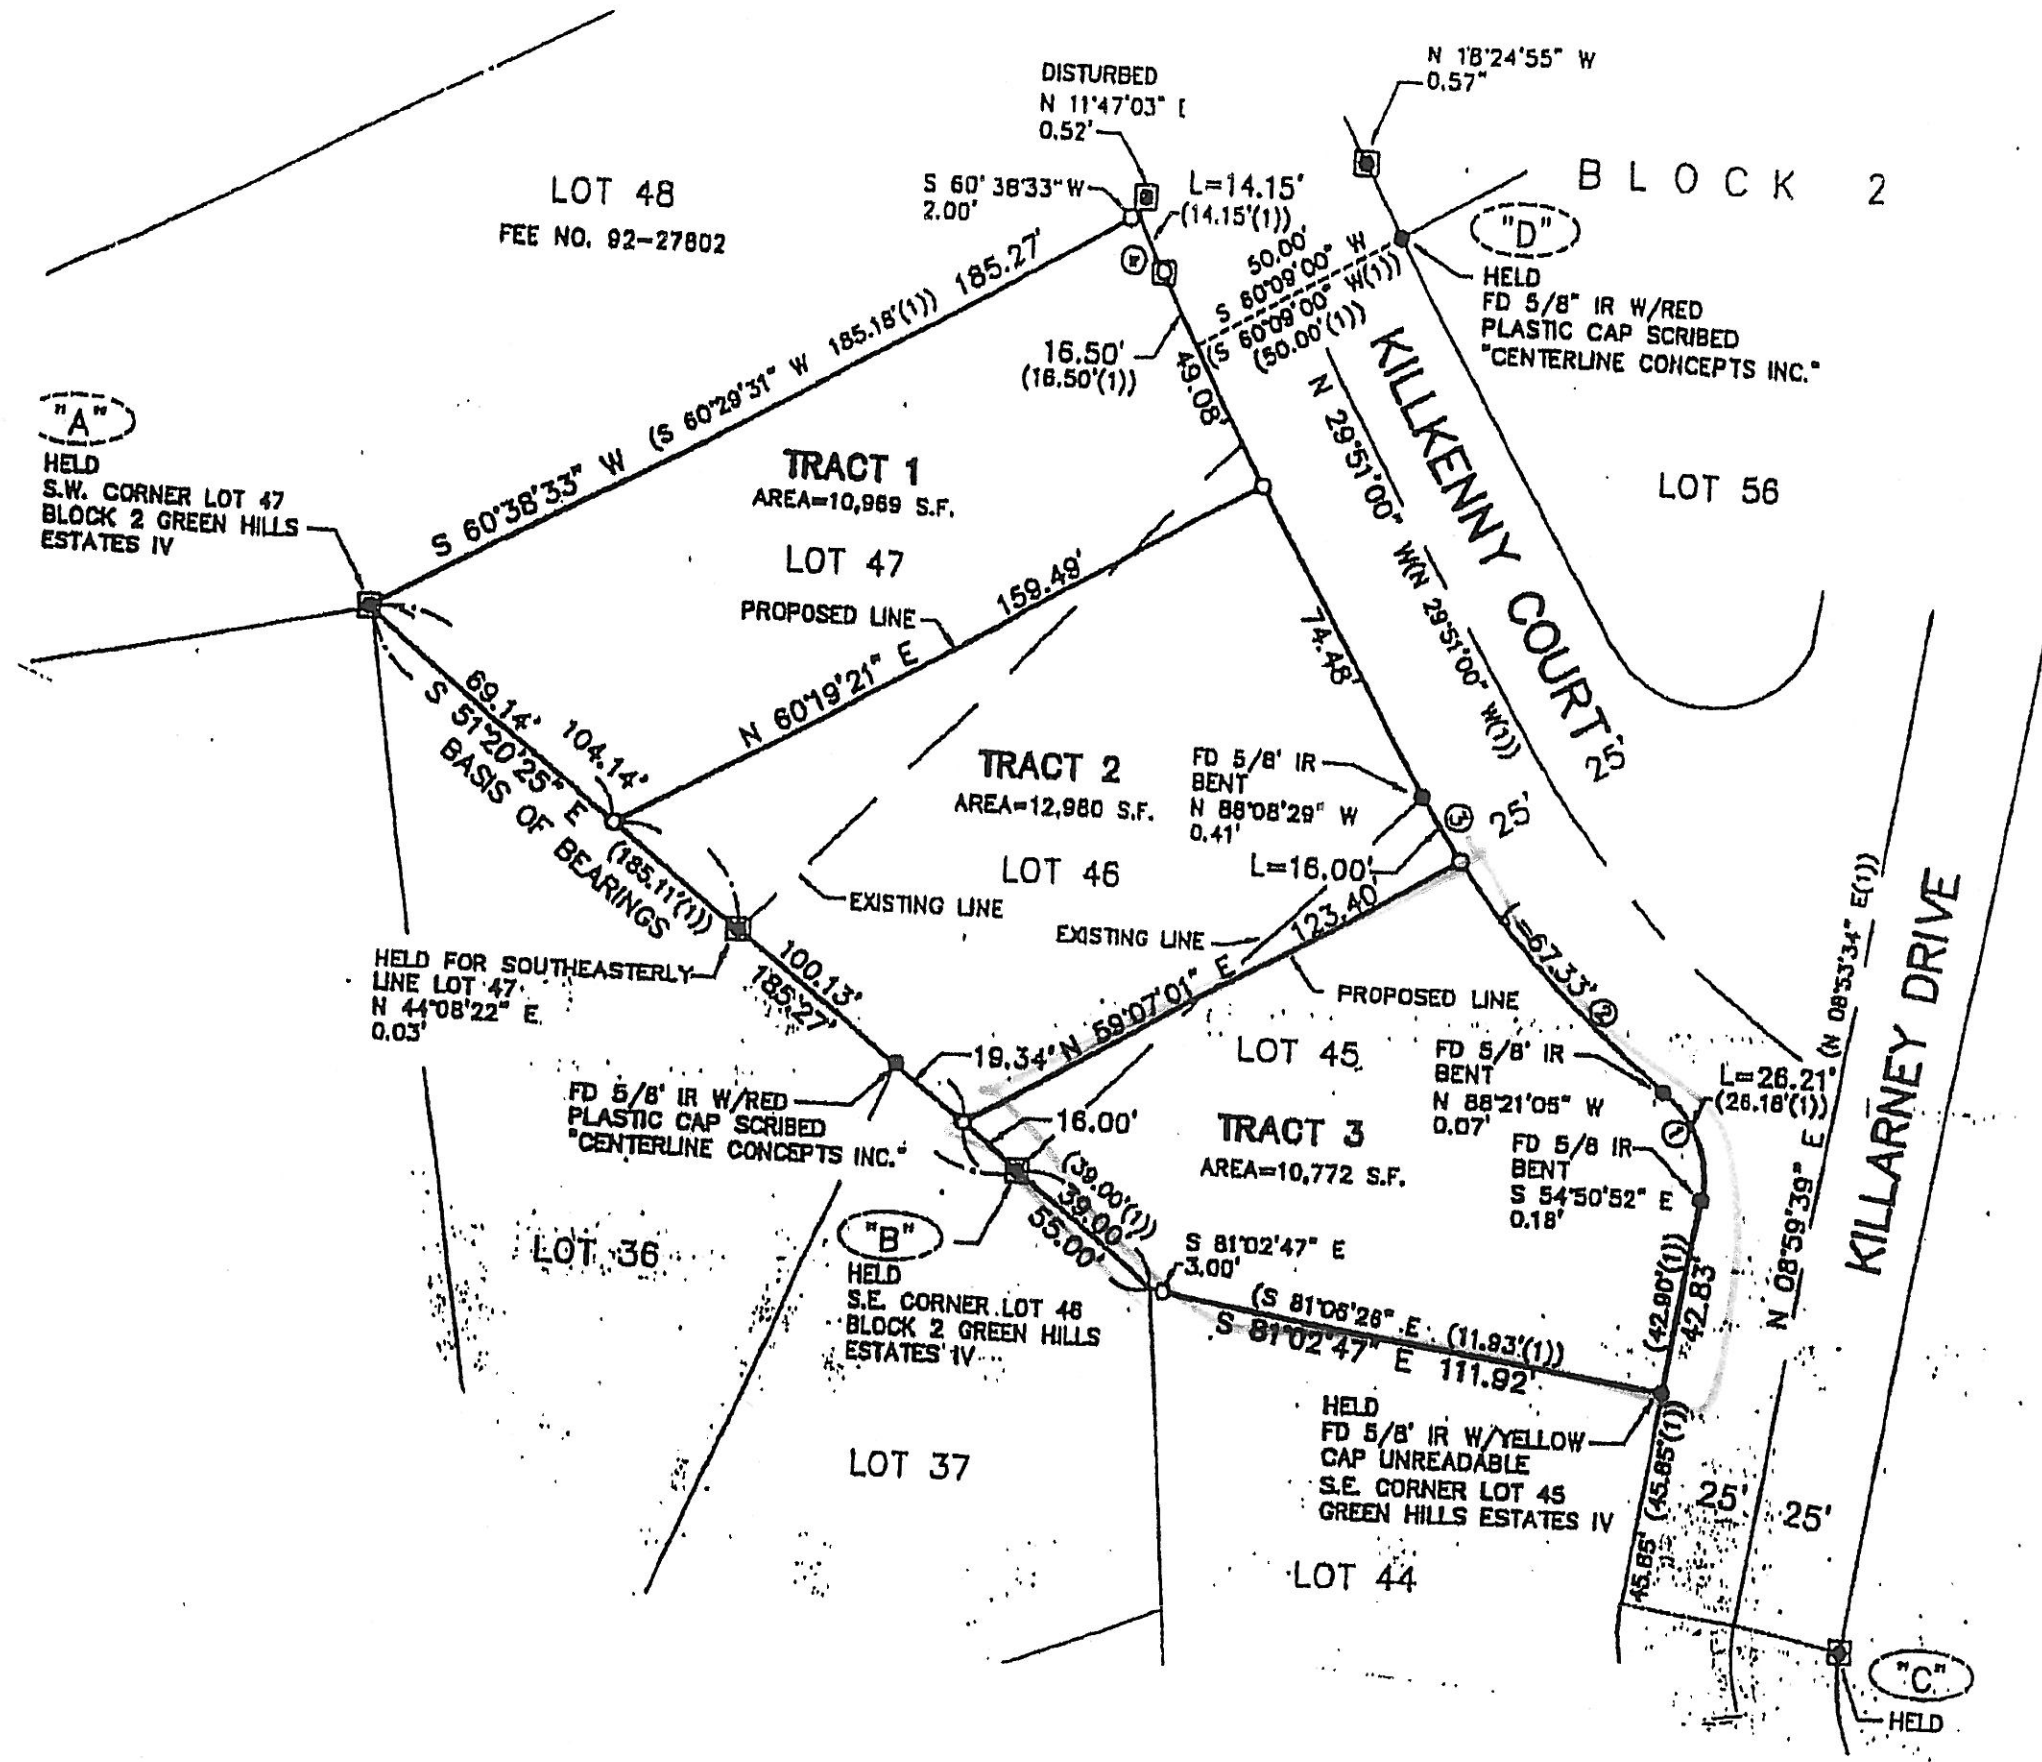 N 18°24'55" W
0.57"
DISTURBED
N 11°47'03" E
0.52'
S 60°38'33" W
2.00'
L=14.15'
(14.15'(1))
BLOCK 2
LOT 48
FEE NO. 92-27802
50.00'
S 60°09'00" W
(S 60°09'00" W(1))
(50.00'(1))
"D"
HELD
FD 5/8" IR W/RED
PLASTIC CAP SCRIBED
"CENTERLINE CONCEPTS INC."
S 60°38'33" W (S 60°29'31" W 185.18'(1)) 185.27'
16.50'
(16.50'(1))
49.08'
KILLKENNY COURT
N 29°51'00" W(N 29°51'00" W(1))
LOT 56
"A"
HELD
S.W. CORNER LOT 47
BLOCK 2 GREEN HILLS
ESTATES IV
TRACT 1
AREA=10,969 S.F.
LOT 47
PROPOSED LINE
N 60°19'21" E 159.49'
74.48'
69.14' 104.14'
S 51°20'25" E (185.11'(1))
BASIS OF BEARINGS
TRACT 2
AREA=12,980 S.F.
LOT 46
EXISTING LINE
FD 5/8' IR
BENT
N 88°08'29" W
0.41'
L=16.00'
3
25'
25'
EXISTING LINE
N 59°07'01" E 123.40'
PROPOSED LINE
L=67.33' 2
HELD FOR SOUTHEASTERLY
LINE LOT 47
N 44°08'22" E
0.03'
100.13'
185.27'
FD 5/8' IR W/RED
PLASTIC CAP SCRIBED
"CENTERLINE CONCEPTS INC."
19.34'
16.00'
LOT 45
TRACT 3
AREA=10,772 S.F.
FD 5/8' IR
BENT
N 88°21'05" W
0.07'
L=26.21'
(26.18'(1))
1
FD 5/8 IR
BENT
S 54°50'52" E
0.18'
N 08°59'39" E (N 08°53'34" E(1))
KILLARNEY DRIVE
LOT 36
"B"
HELD
S.E. CORNER LOT 46
BLOCK 2 GREEN HILLS
ESTATES IV
(39.00'(1))
39.00'
55.00'
S 81°02'47" E
3.00'
(S 81°06'26" E (11.93'(1))
S 81°02'47" E 111.92'
(42.90'(1))
42.83'
HELD
FD 5/8' IR W/YELLOW
CAP UNREADABLE
S.E. CORNER LOT 45
GREEN HILLS ESTATES IV
LOT 37
LOT 44
45.85' (45.85'(1))
25'
25'
"C"
HELD